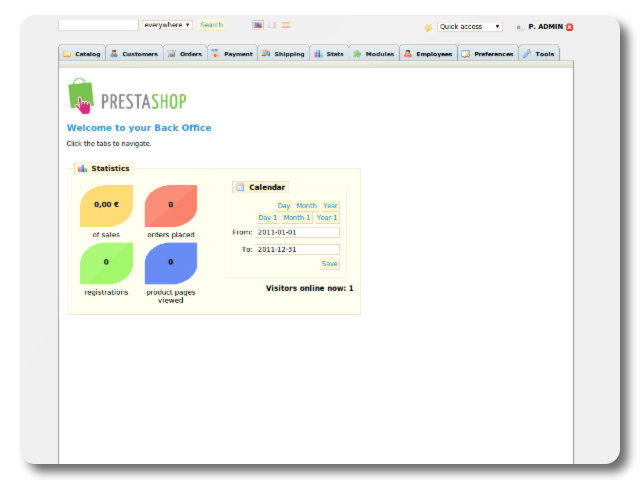 everywhere Search Quick access P. ADMIN
Catalog Customers Orders Payment Shipping Stats Modules Employees Preferences Tools
PRESTASHOP
Welcome to your Back Office
Click the tabs to navigate.
Statistics
0,00 €
of sales
0
orders placed
0
registrations
0
product pages
viewed
Calendar
Day Month Year
Day-1 Month-1 Year-1
From: 2011-01-01
To: 2011-12-31
Save
Visitors online now: 1